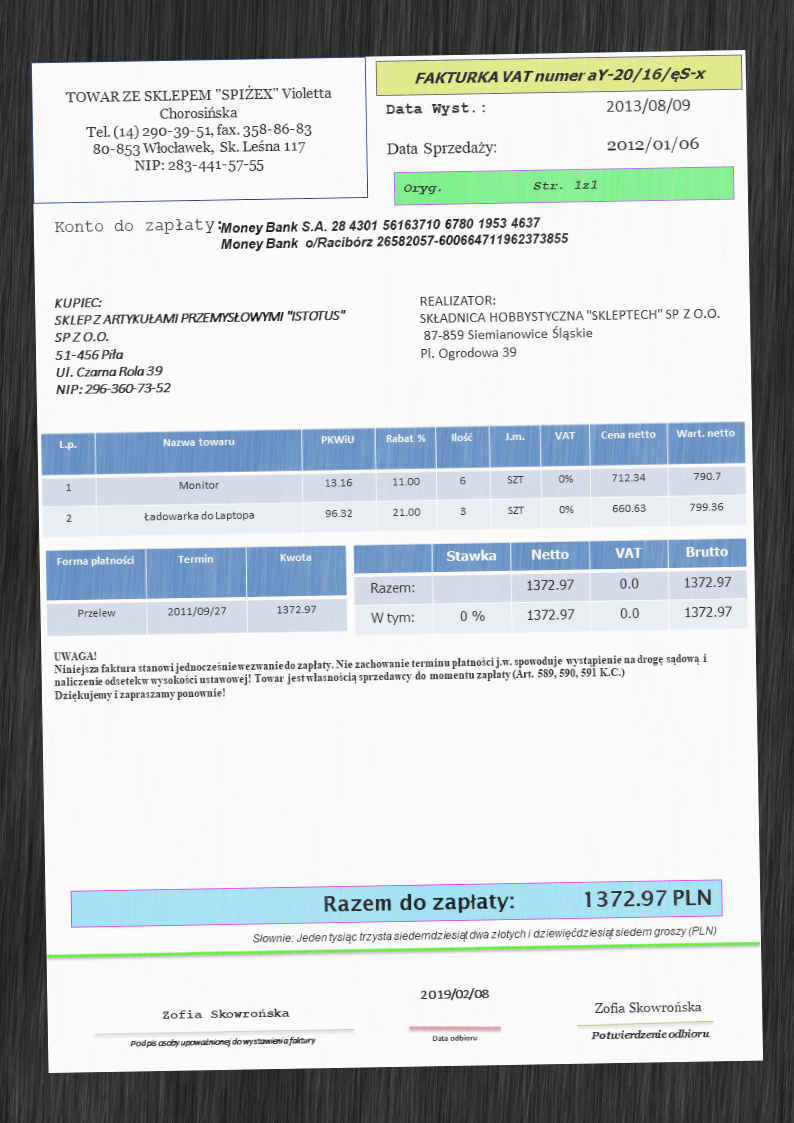 TOWAR ZE SKLEPEM "SPIŻEX" Violetta
Chorosińska
Tel. (14) 290-39-51, fax. 358-86-83
80-853 Włocławek, Sk. Leśna 117
NIP: 283-441-57-55
FAKTURKA VAT numer aY-20/16/ęS-x
Data Wyst.: 2013/08/09
Data Sprzedaży: 2012/01/06
Oryg. Str. 1z1
Konto do zapłaty:
Money Bank S.A. 28 4301 56163710 6780 1953 4637
Money Bank o/Racibórz 26582057-600664711962373855
KUPIEC:
SKLEP Z ARTYKUŁAMI PRZEMYSŁOWYMI "ISTOTUS"
SP Z O.O.
51-456 Piła
Ul. Czarna Rola 39
NIP: 296-360-73-52
REALIZATOR:
SKŁADNICA HOBBYSTYCZNA "SKLEPTECH" SP Z O.O.
87-859 Siemianowice Śląskie
Pl. Ogrodowa 39
L.p. Nazwa towaru PKWiU Rabat % Ilość J.m. VAT Cena netto Wart. netto
1 Monitor 13.16 11.00 6 SZT 0% 712.34 790.7
2 Ładowarka do Laptopa 96.32 21.00 3 SZT 0% 660.63 799.36
Forma płatności Termin Kwota
Przelew 2011/09/27 1372.97
Stawka Netto VAT Brutto
Razem: 1372.97 0.0 1372.97
W tym: 0 % 1372.97 0.0 1372.97
UWAGA!
Niniejsza faktura stanowi jednocześnie wezwanie do zapłaty. Nie zachowanie terminu płatności j.w. spowoduje wystąpienie na drogę sądową i
naliczenie odsetek w wysokości ustawowej! Towar jest własnością sprzedawcy do momentu zapłaty (Art. 589, 590, 591 K.C.)
Dziękujemy i zapraszamy ponownie!
Razem do zapłaty: 1372.97 PLN
Słownie: Jeden tysiąc trzysta siedemdziesiąt dwa złotych i dziewięćdziesiąt siedem groszy (PLN)
Zofia Skowrońska
Podpis osoby upoważnionej do wystawienia faktury
2019/02/08
Data odbioru
Zofia Skowrońska
Potwierdzenie odbioru